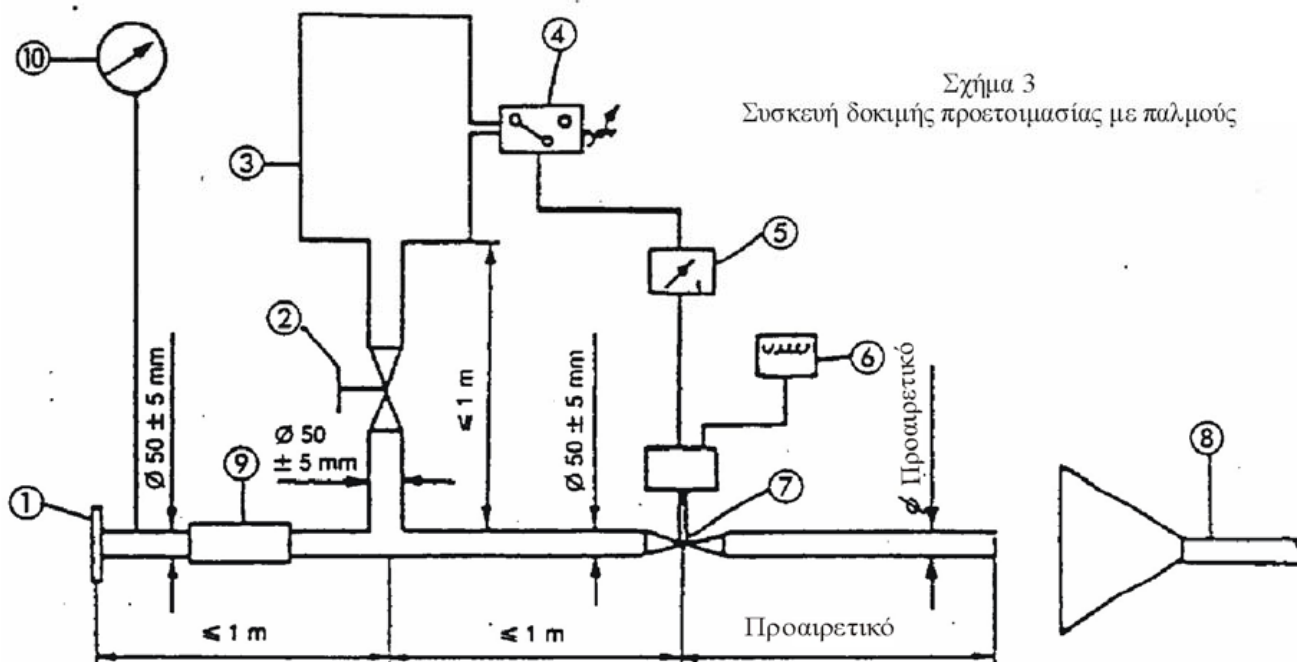 ⑩
④
Σχήμα 3
Συσκευή δοκιμής προετοιμασίας με παλμούς
③
⑤
②
⑥
Ø 50 ± 5 mm
Ø 50
± 5 mm
⩽ 1 m
Ø 50 ± 5 mm
ø Προαιρετικό
⑧
①
⑨
⑦
⩽ 1 m
⩽ 1 m
Προαιρετικό